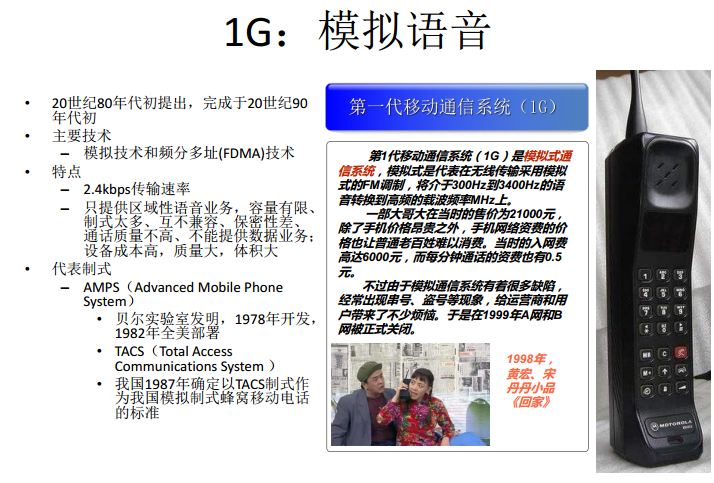 1G：模拟语音
• 20世纪80年代初提出，完成于20世纪90
年代初
• 主要技术
– 模拟技术和频分多址(FDMA)技术
• 特点
– 2.4kbps传输速率
– 只提供区域性语音业务，容量有限、
制式太多、互不兼容、保密性差、
通话质量不高、不能提供数据业务；
设备成本高，质量大，体积大
• 代表制式
– AMPS（Advanced Mobile Phone
System）
• 贝尔实验室发明，1978年开发，
1982年全美部署
• TACS（Total Access
Communications System ）
• 我国1987年确定以TACS制式作
为我国模拟制式蜂窝移动电话
的标准
第一代移动通信系统（1G）
第1代移动通信系统（1G）是模拟式通
信系统，模拟式是代表在无线传输采用模拟
式的FM调制，将介于300Hz到3400Hz的语
音转换到高频的载波频率MHz上。
一部大哥大在当时的售价为21000元，
除了手机价格昂贵之外，手机网络资费的价
格也让普通老百姓难以消费。当时的入网费
高达6000元，而每分钟通话的资费也有0.5
元。
不过由于模拟通信系统有着很多缺陷，
经常出现串号、盗号等现象，给运营商和用
户带来了不少烦恼。于是在1999年A网和B
网被正式关闭。
1998年，
黄宏、宋
丹丹小品
《回家》
MOTOROLA